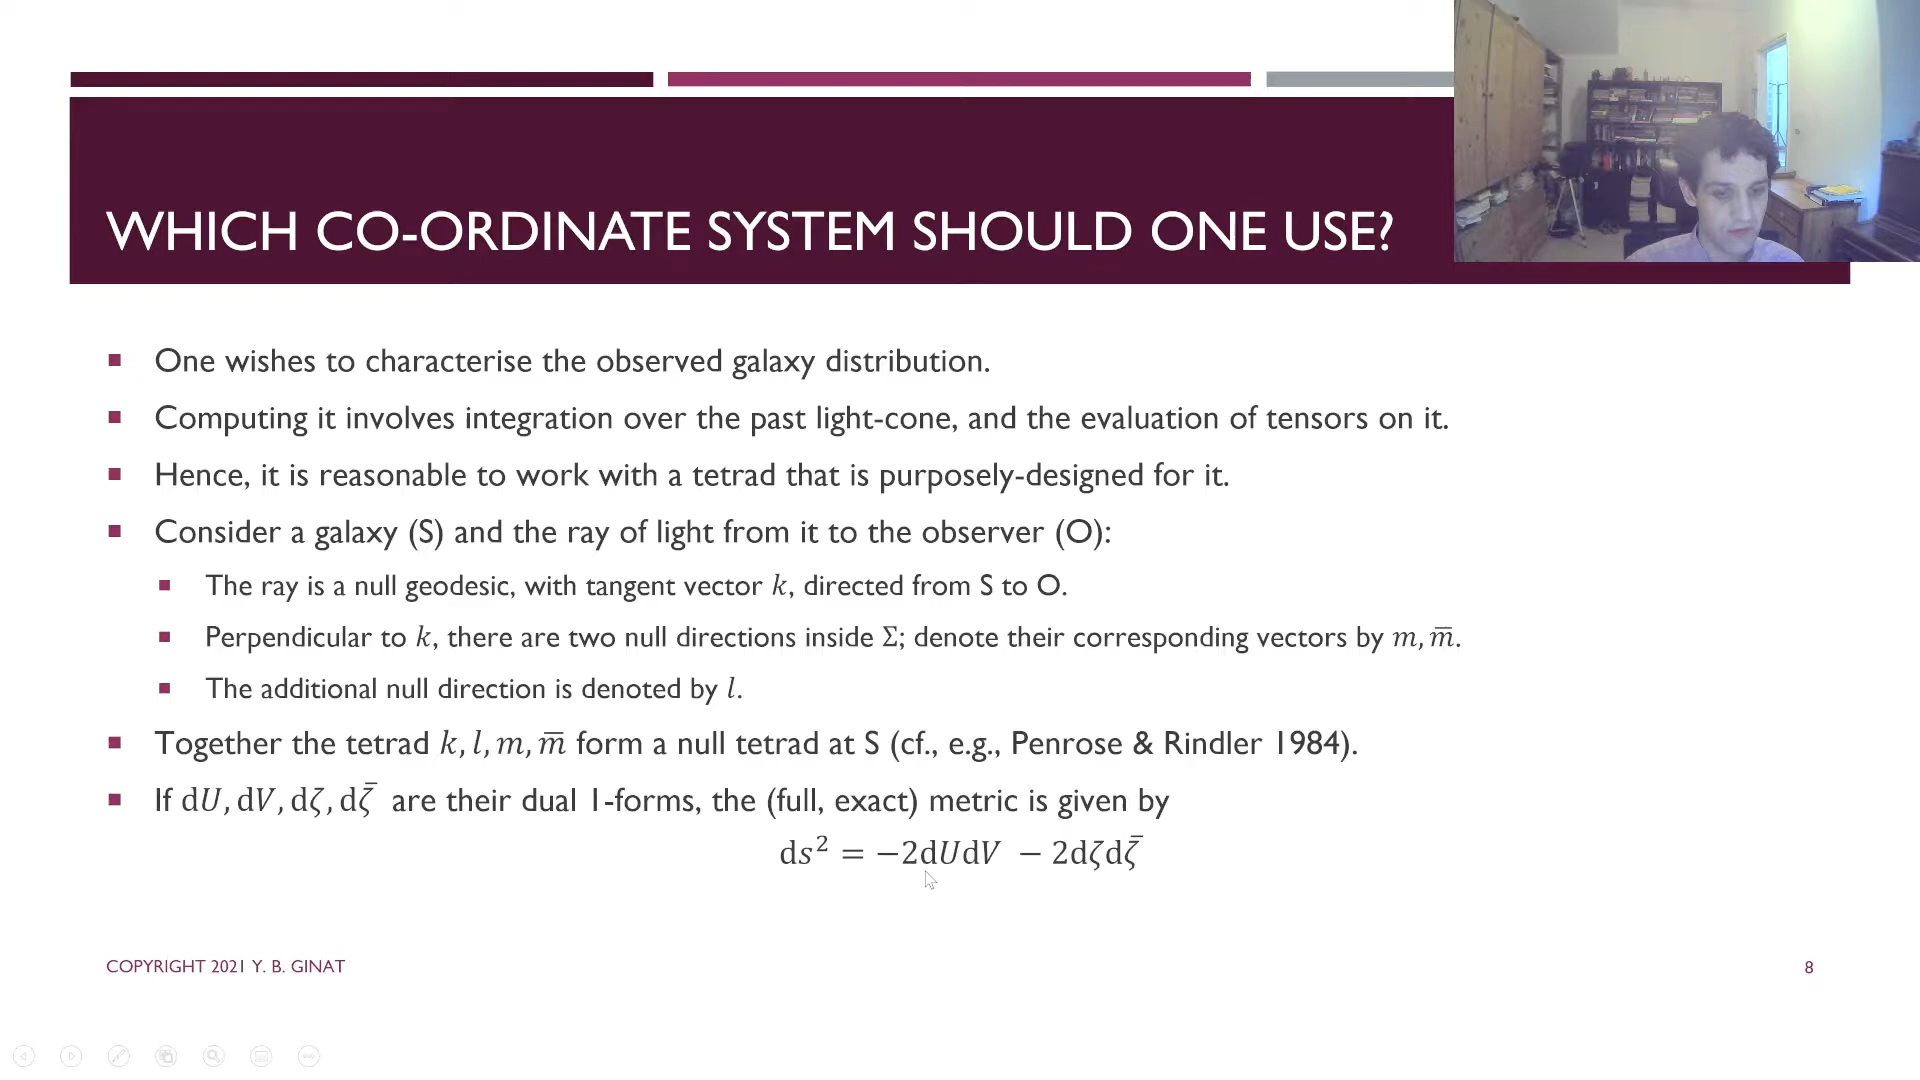 WHICH CO-ORDINATE SYSTEM SHOULD ONE USE?
One wishes to characterise the observed galaxy distribution.
Computing it involves integration over the past light-cone, and the evaluation of tensors on it.
Hence, it is reasonable to work with a tetrad that is purposely-designed for it.
Consider a galaxy (S) and the ray of light from it to the observer (O):
The ray is a null geodesic, with tangent vector k, directed from S to O.
Perpendicular to k, there are two null directions inside Σ; denote their corresponding vectors by m, m̅.
The additional null direction is denoted by l.
Together the tetrad k, l, m, m̅ form a null tetrad at S (cf., e.g., Penrose & Rindler 1984).
If dU, dV, dζ, dζ̅ are their dual 1-forms, the (full, exact) metric is given by
ds² = −2dUdV − 2dζdζ̅
COPYRIGHT 2021 Y. B. GINAT
8